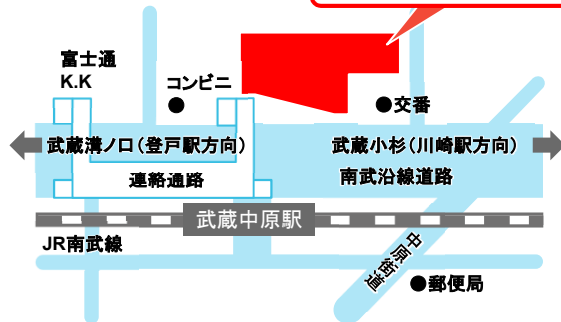 富士通
K.K
コンビニ
●交番
武蔵溝ノ口（登戸駅方向）
武蔵小杉（川崎駅方向）
連絡通路
南武沿線道路
武蔵中原駅
JR南武線
中原街道
●郵便局